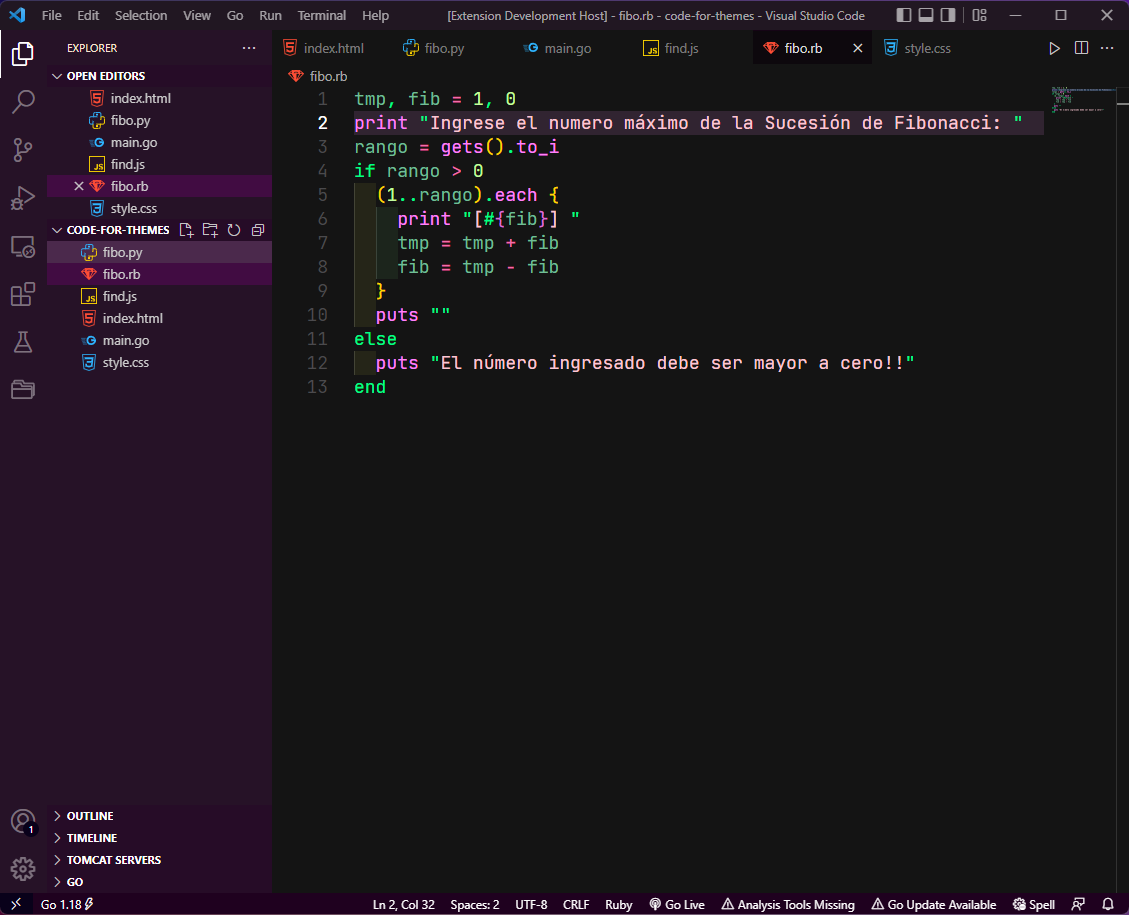 File Edit Selection View Go Run Terminal Help [Extension Development Host] - fibo.rb - code-for-themes - Visual Studio Code
EXPLORER
index.html fibo.py main.go find.js fibo.rb style.css
OPEN EDITORS
index.html
fibo.py
main.go
find.js
fibo.rb
style.css
CODE-FOR-THEMES
fibo.py
fibo.rb
find.js
index.html
main.go
style.css
OUTLINE
TIMELINE
TOMCAT SERVERS
GO
1
fibo.rb
1 tmp, fib = 1, 0
2 print "Ingrese el numero máximo de la Sucesión de Fibonacci: "
3 rango = gets().to_i
4 if rango > 0
5   (1..rango).each {
6     print "[#{fib}] "
7     tmp = tmp + fib
8     fib = tmp - fib
9   }
10   puts ""
11 else
12   puts "El número ingresado debe ser mayor a cero!!"
13 end
Go 1.18 Ln 2, Col 32 Spaces: 2 UTF-8 CRLF Ruby Go Live Analysis Tools Missing Go Update Available Spell